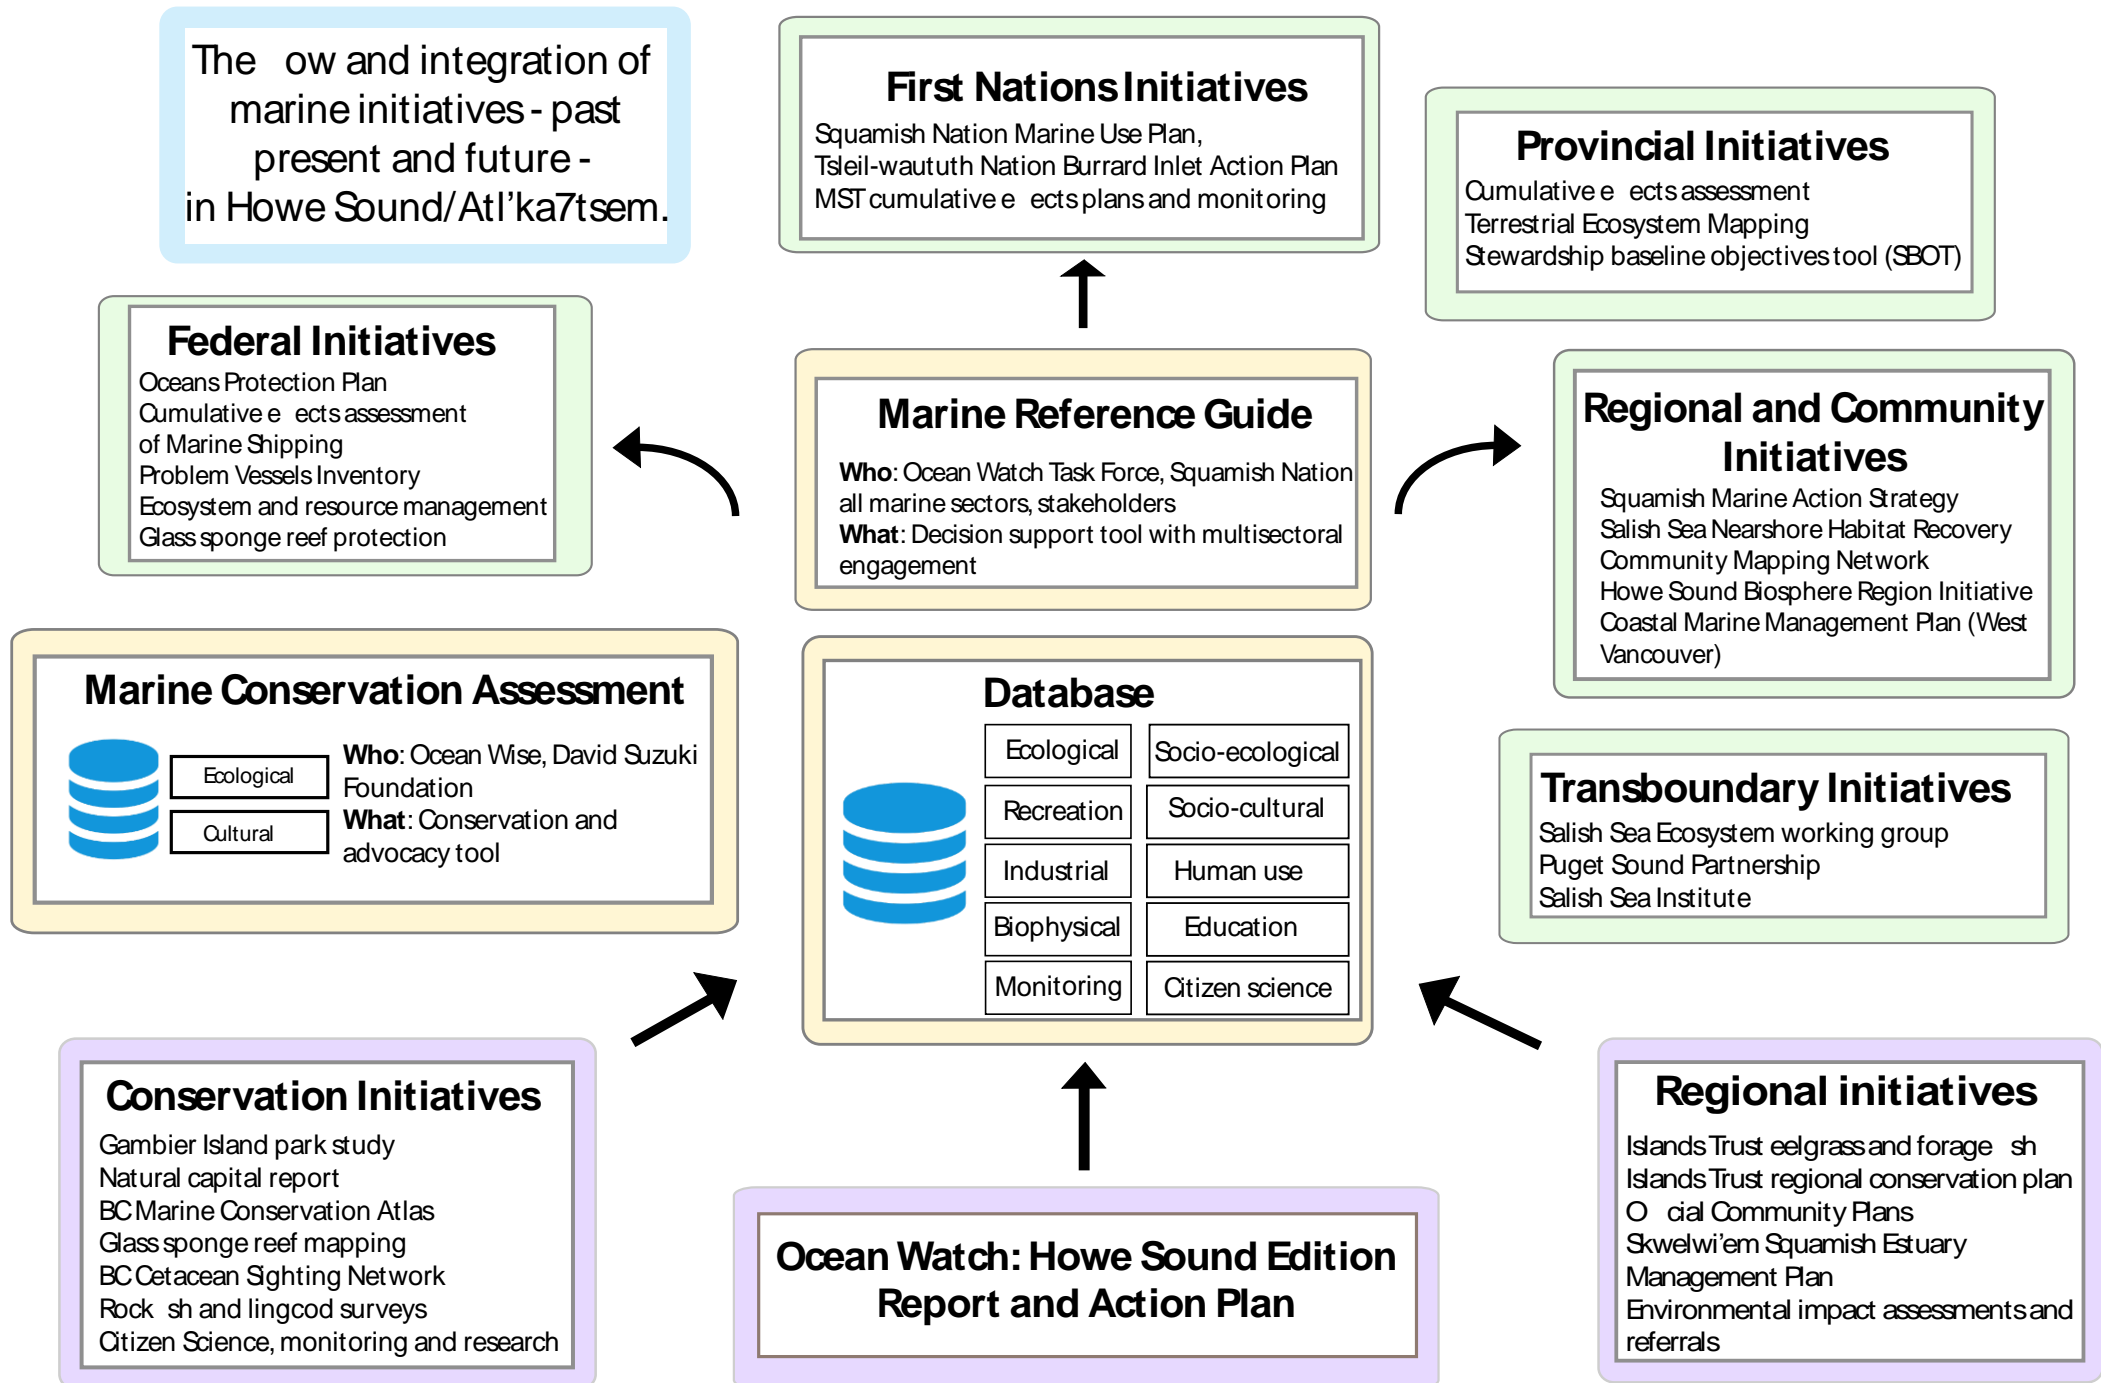 The ow and integration of
marine initiatives - past
present and future -
in Howe Sound/Atl’ka7tsem.
First Nations Initiatives
Squamish Nation Marine Use Plan,
Tsleil-waututh Nation Burrard Inlet Action Plan
MST cumulative e ects plans and monitoring
Provincial Initiatives
Cumulative e ects assessment
Terrestrial Ecosystem Mapping
Stewardship baseline objectives tool (SBOT)
Federal Initiatives
Oceans Protection Plan
Cumulative e ects assessment
of Marine Shipping
Problem Vessels Inventory
Ecosystem and resource management
Glass sponge reef protection
Marine Reference Guide
Who: Ocean Watch Task Force, Squamish Nation
all marine sectors, stakeholders
What: Decision support tool with multisectoral
engagement
Regional and Community
Initiatives
Squamish Marine Action Strategy
Salish Sea Nearshore Habitat Recovery
Community Mapping Network
Howe Sound Biosphere Region Initiative
Coastal Marine Management Plan (West
Vancouver)
Marine Conservation Assessment
Ecological
Cultural
Who: Ocean Wise, David Suzuki
Foundation
What: Conservation and
advocacy tool
Database
Ecological
Socio-ecological
Recreation
Socio-cultural
Industrial
Human use
Biophysical
Education
Monitoring
Citizen science
Transboundary Initiatives
Salish Sea Ecosystem working group
Puget Sound Partnership
Salish Sea Institute
Conservation Initiatives
Gambier Island park study
Natural capital report
BC Marine Conservation Atlas
Glass sponge reef mapping
BC Cetacean Sighting Network
Rock sh and lingcod surveys
Citizen Science, monitoring and research
Ocean Watch: Howe Sound Edition
Report and Action Plan
Regional initiatives
Islands Trust eelgrass and forage sh
Islands Trust regional conservation plan
O cial Community Plans
Skwelwi’em Squamish Estuary
Management Plan
Environmental impact assessments and
referrals